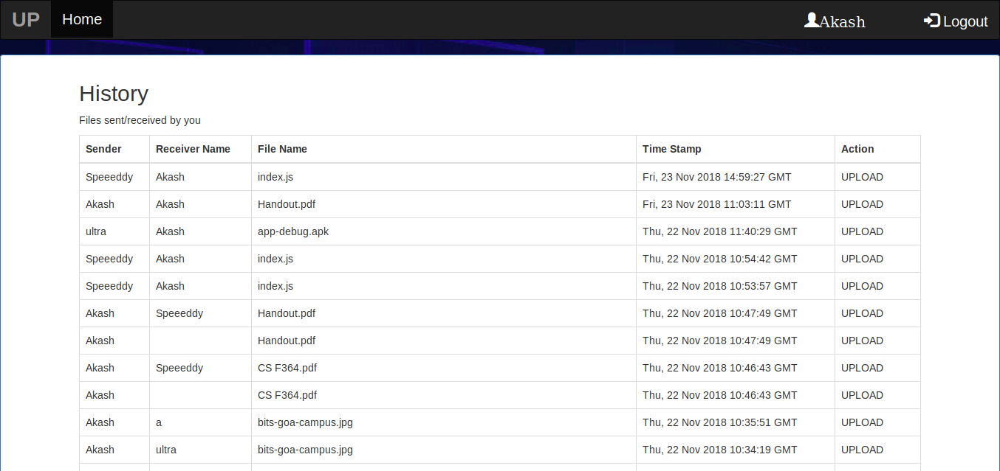 UP Home Akash Logout
History
Files sent/received by you
Sender Receiver Name File Name Time Stamp Action
Speeeddy Akash index.js Fri, 23 Nov 2018 14:59:27 GMT UPLOAD
Akash Akash Handout.pdf Fri, 23 Nov 2018 11:03:11 GMT UPLOAD
ultra Akash app-debug.apk Thu, 22 Nov 2018 11:40:29 GMT UPLOAD
Speeeddy Akash index.js Thu, 22 Nov 2018 10:54:42 GMT UPLOAD
Speeeddy Akash index.js Thu, 22 Nov 2018 10:53:57 GMT UPLOAD
Akash Speeeddy Handout.pdf Thu, 22 Nov 2018 10:47:49 GMT UPLOAD
Akash Handout.pdf Thu, 22 Nov 2018 10:47:49 GMT UPLOAD
Akash Speeeddy CS F364.pdf Thu, 22 Nov 2018 10:46:43 GMT UPLOAD
Akash CS F364.pdf Thu, 22 Nov 2018 10:46:43 GMT UPLOAD
Akash a bits-goa-campus.jpg Thu, 22 Nov 2018 10:35:51 GMT UPLOAD
Akash ultra bits-goa-campus.jpg Thu, 22 Nov 2018 10:34:19 GMT UPLOAD